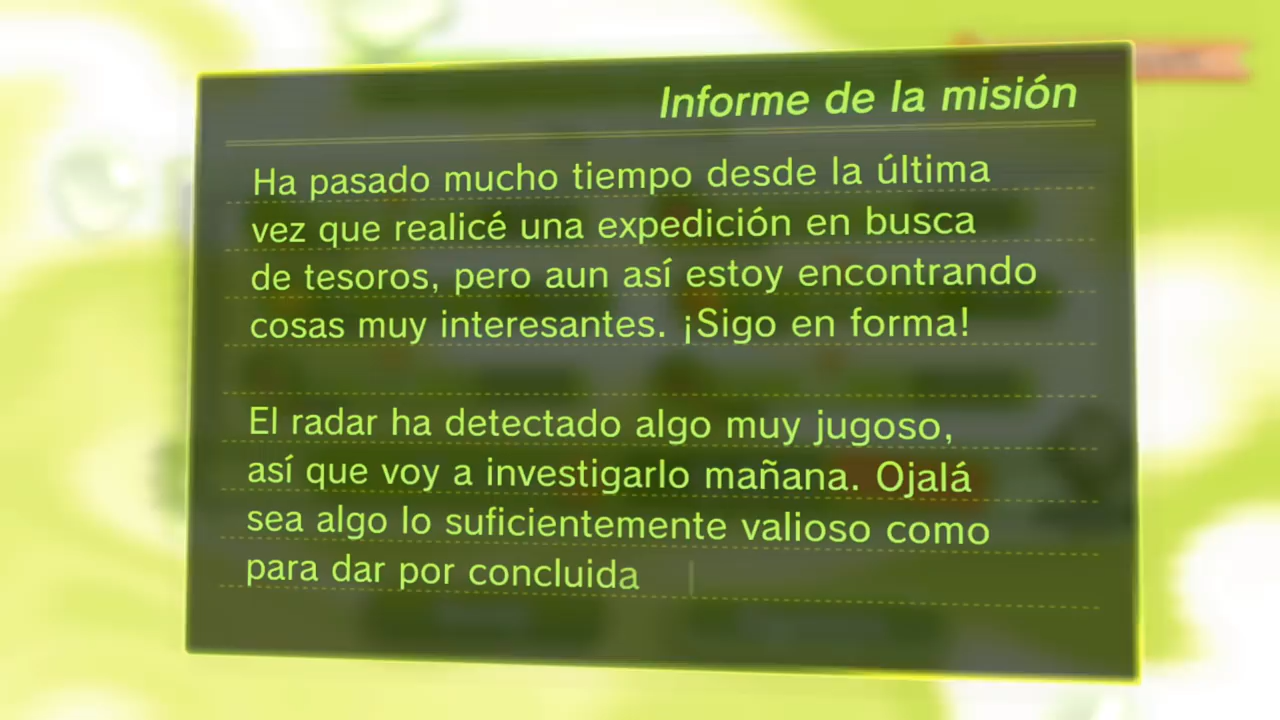 Informe de la misión
Ha pasado mucho tiempo desde la última
vez que realicé una expedición en busca
de tesoros, pero aun así estoy encontrando
cosas muy interesantes. ¡Sigo en forma!
El radar ha detectado algo muy jugoso,
así que voy a investigarlo mañana. Ojalá
sea algo lo suficientemente valioso como
para dar por concluida